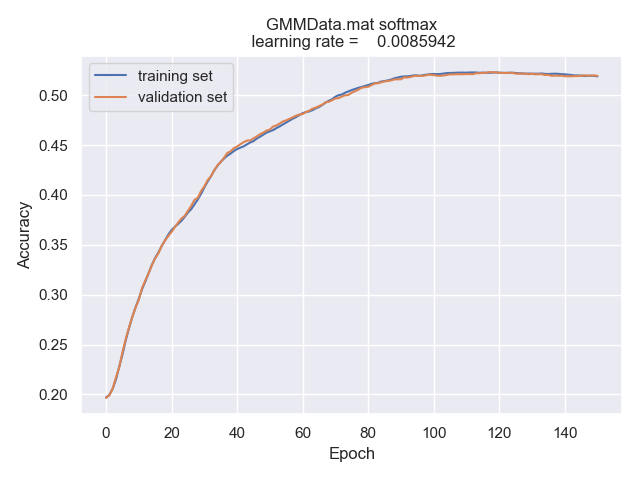 GMMData.mat softmax
learning rate = 0.0085942
training set
validation set
0.50
0.45
0.40
0.35
0.30
0.25
0.20
Accuracy
0 20 40 60 80 100 120 140
Epoch